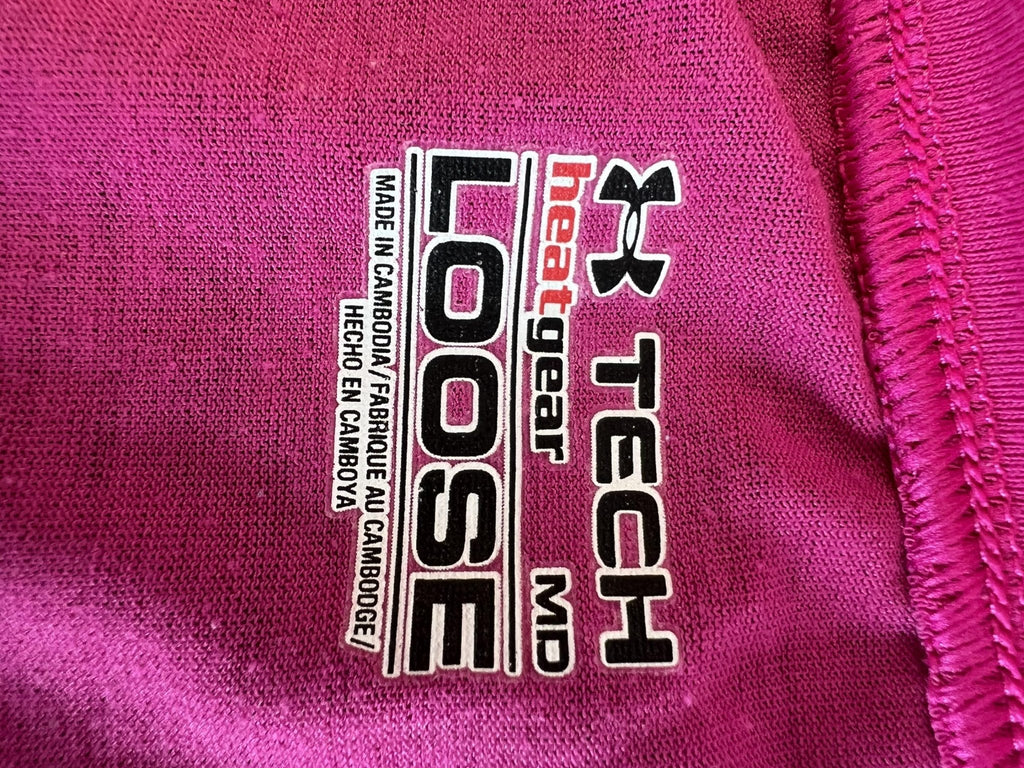 TECH
heatgear MD
LOOSE
MADE IN CAMBODIA / FABRIQUE AU CAMBODGE /
HECHO EN CAMBOYA